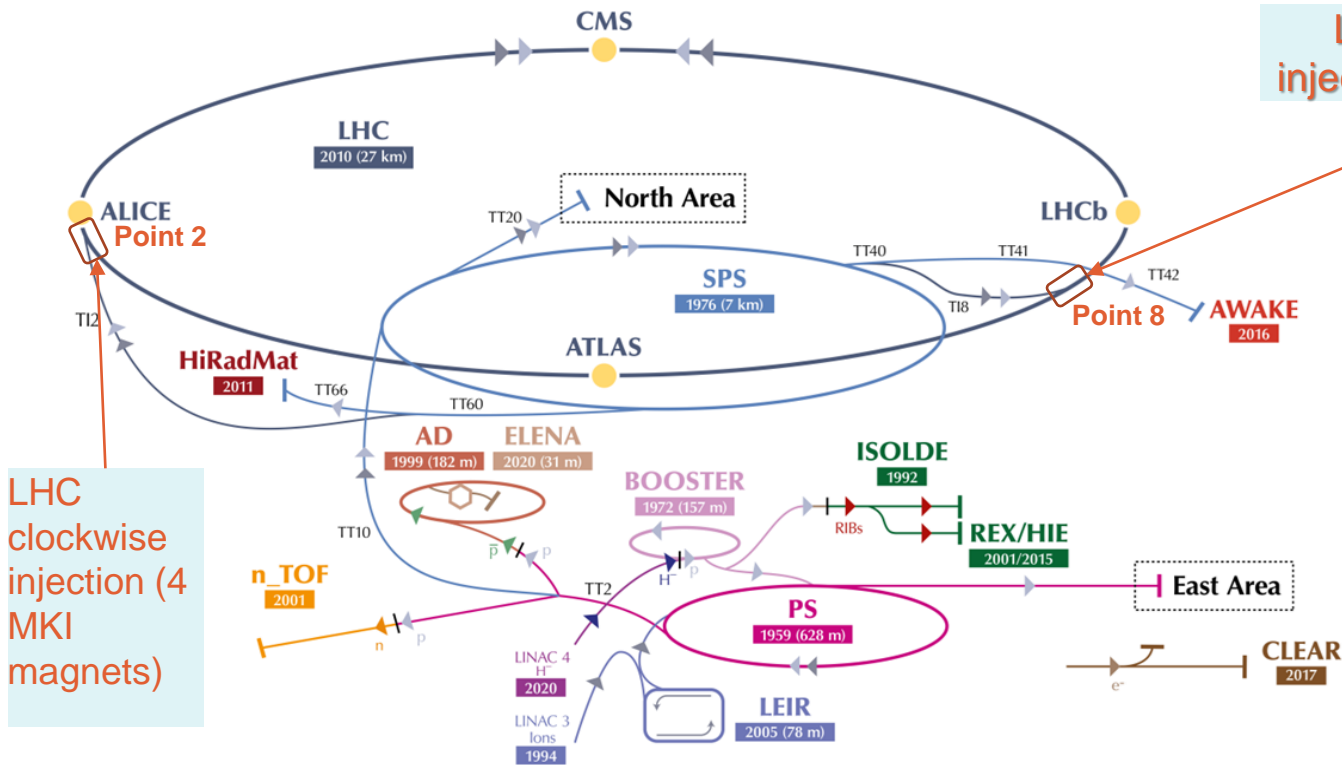 CMS
L
injec
LHC
2010 (27 km)
North Area
TT20
ALICE
Point 2
LHCb
TT40
TT41
SPS
1976 (7 km)
TT42
TI8
Point 8
AWAKE
2016
TI2
ATLAS
HiRadMat
2011
TT66
TT60
AD
1999 (182 m)
ELENA
2020 (31 m)
ISOLDE
1992
BOOSTER
1972 (157 m)
RIBs
REX/HIE
2001/2015
LHC
clockwise
injection (4
MKI
magnets)
TT10
p̅
p
H⁻
p
n_TOF
2001
TT2
East Area
PS
1959 (628 m)
n
p
LINAC 4
H⁻
2020
CLEAR
2017
e⁻
LEIR
2005 (78 m)
LINAC 3
Ions
1994